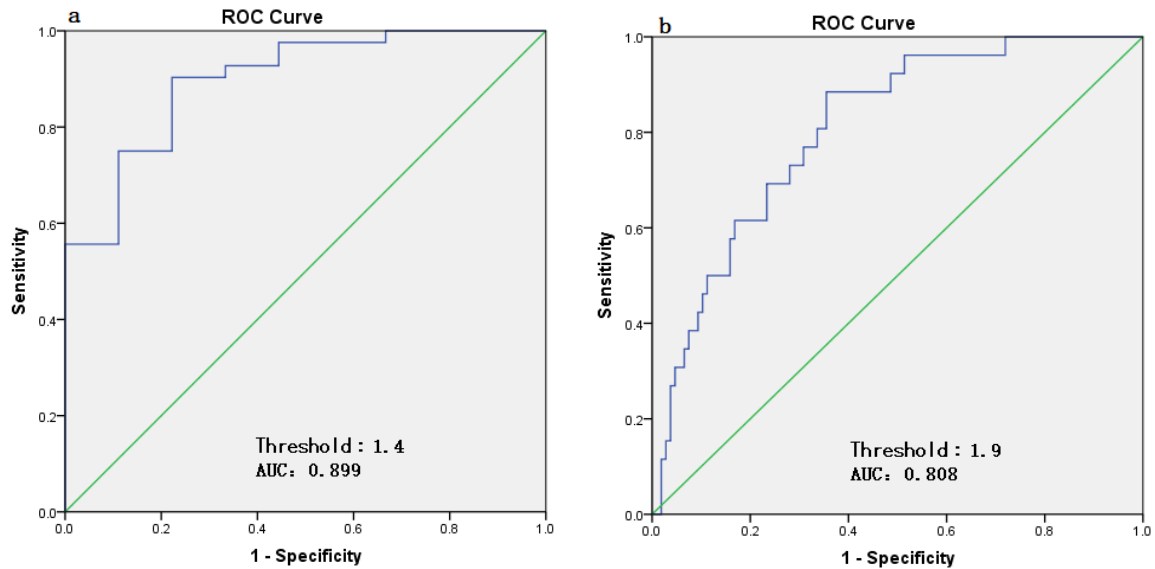 a
ROC Curve
1.0
0.8
0.6
0.4
0.2
0.0
Sensitivity
Threshold: 1.4
AUC: 0.899
0.0 0.2 0.4 0.6 0.8 1.0
1 - Specificity
b
ROC Curve
1.0
0.8
0.6
0.4
0.2
0.0
Sensitivity
Threshold: 1.9
AUC: 0.808
0.0 0.2 0.4 0.6 0.8 1.0
1 - Specificity